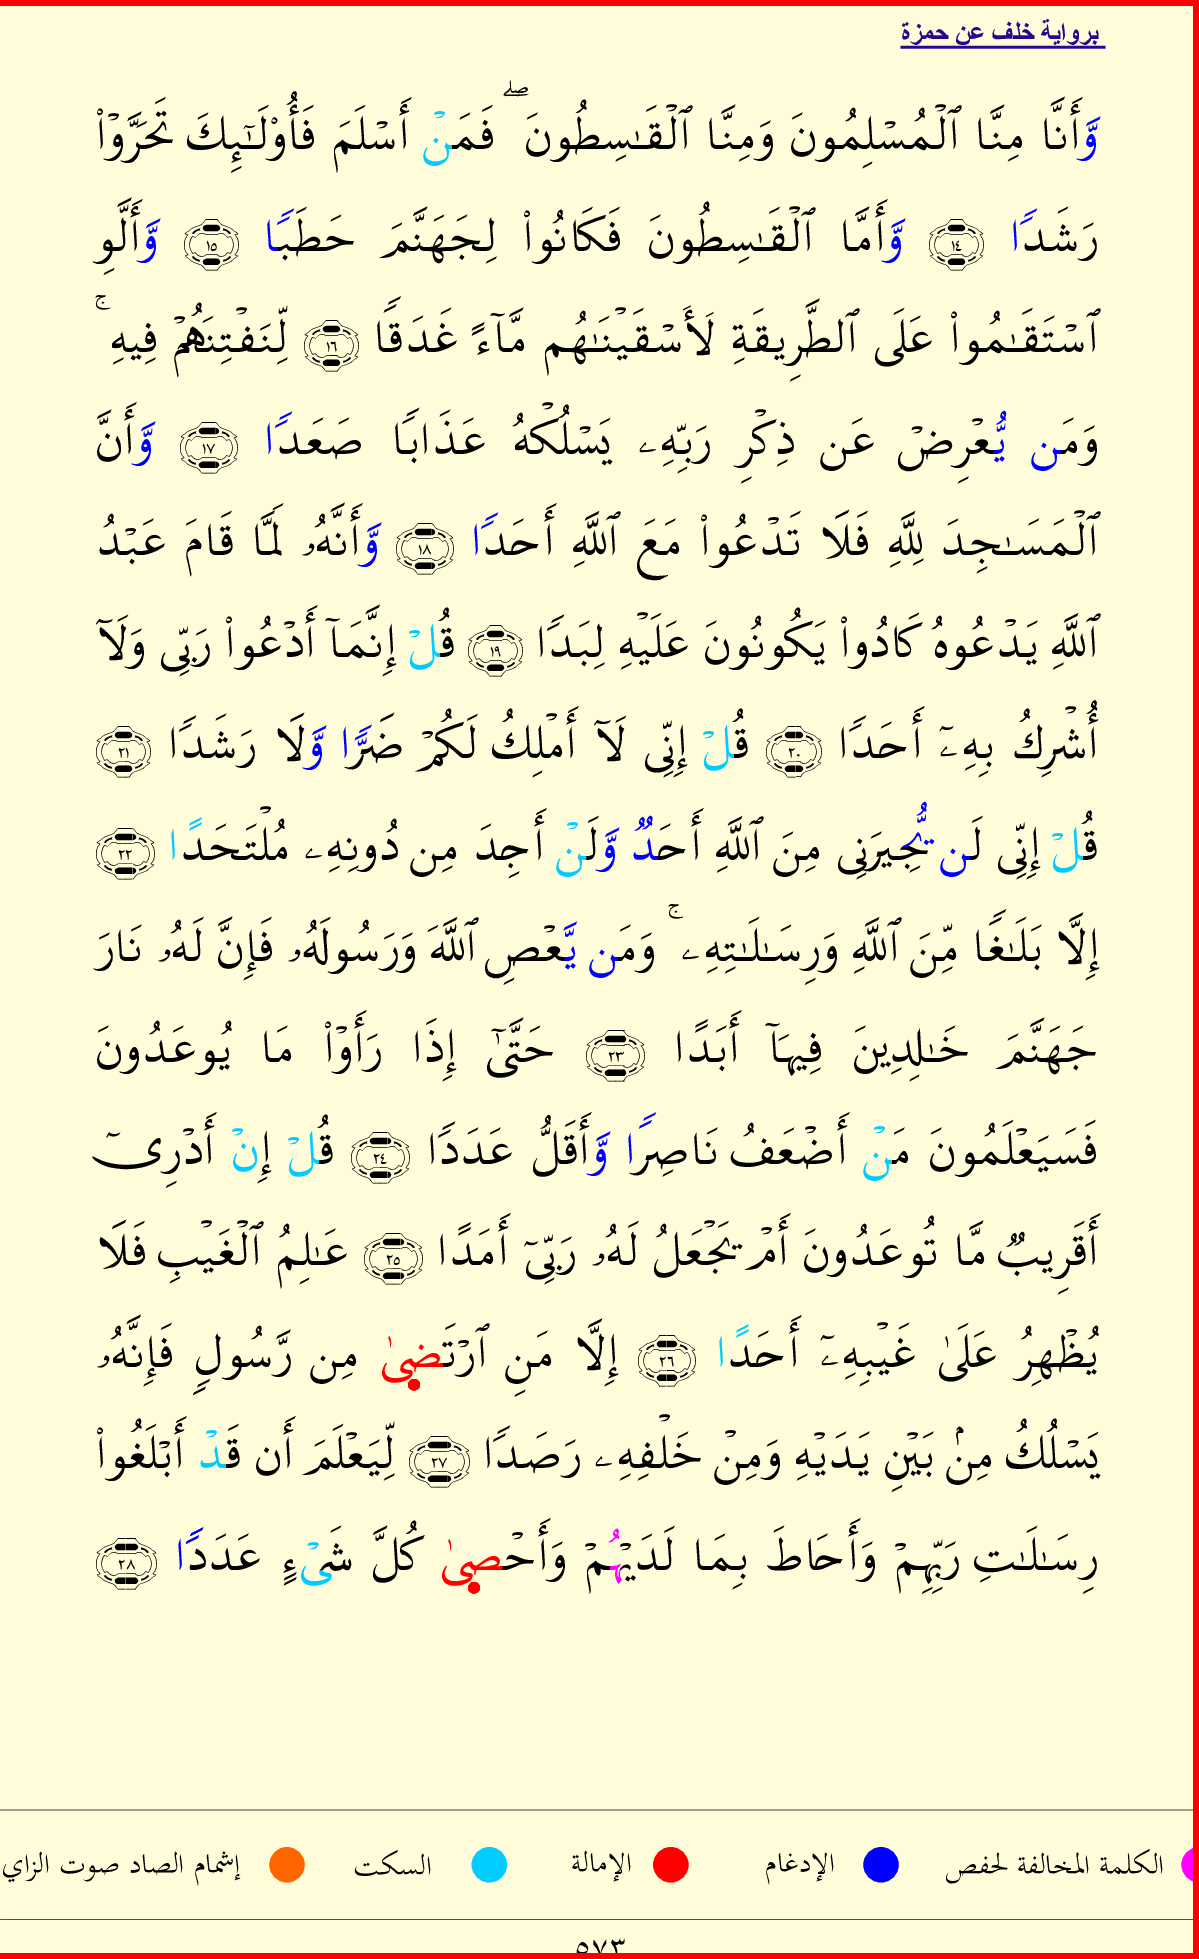 برواية خلف عن حمزة
وَّأَنَّا مِنَّا ٱلْمُسْلِمُونَ وَمِنَّا ٱلْقَٰسِطُونَ ۖ فَمَنْ أَسْلَمَ فَأُوْلَٰٓئِكَ تَحَرَّوْاْ
رَشَدًا ١٤ وَّأَمَّا ٱلْقَٰسِطُونَ فَكَانُواْ لِجَهَنَّمَ حَطَبًا ١٥ وَّأَلَّوِ
ٱسْتَقَٰمُواْ عَلَى ٱلطَّرِيقَةِ لَأَسْقَيْنَٰهُم مَّآءً غَدَقًا ١٦ لِّنَفْتِنَهُمْ فِيهِ ۚ
وَمَن يُّعْرِضْ عَن ذِكْرِ رَبِّهِۦ يَسْلُكْهُ عَذَابًا صَعَدًا ١٧ وَّأَنَّ
ٱلْمَسَٰجِدَ لِلَّهِ فَلَا تَدْعُواْ مَعَ ٱللَّهِ أَحَدًا ١٨ وَّأَنَّهُۥ لَمَّا قَامَ عَبْدُ
ٱللَّهِ يَدْعُوهُ كَادُواْ يَكُونُونَ عَلَيْهِ لِبَدًا ١٩ قُلْ إِنَّمَآ أَدْعُواْ رَبِّى وَلَآ
أُشْرِكُ بِهِۦٓ أَحَدًا ٢٠ قُلْ إِنِّى لَآ أَمْلِكُ لَكُمْ ضَرًّا وَّلَا رَشَدًا ٢١
قُلْ إِنِّى لَن يُّجِيرَنِى مِنَ ٱللَّهِ أَحَدٌ وَّلَنْ أَجِدَ مِن دُونِهِۦ مُلْتَحَدًا ٢٢
إِلَّا بَلَٰغًا مِّنَ ٱللَّهِ وَرِسَٰلَٰتِهِۦ ۚ وَمَن يَّعْصِ ٱللَّهَ وَرَسُولَهُۥ فَإِنَّ لَهُۥ نَارَ
جَهَنَّمَ خَٰلِدِينَ فِيهَآ أَبَدًا ٢٣ حَتَّىٰٓ إِذَا رَأَوْاْ مَا يُوعَدُونَ
فَسَيَعْلَمُونَ مَنْ أَضْعَفُ نَاصِرًا وَّأَقَلُّ عَدَدًا ٢٤ قُلْ إِنْ أَدْرِىٓ
أَقَرِيبٌ مَّا تُوعَدُونَ أَمْ يَجْعَلُ لَهُۥ رَبِّىٓ أَمَدًا ٢٥ عَٰلِمُ ٱلْغَيْبِ فَلَا
يُظْهِرُ عَلَىٰ غَيْبِهِۦٓ أَحَدًا ٢٦ إِلَّا مَنِ ٱرْتَضىٰ مِن رَّسُولٍ فَإِنَّهُۥ
يَسْلُكُ مِنۢ بَيْنِ يَدَيْهِ وَمِنْ خَلْفِهِۦ رَصَدًا ٢٧ لِّيَعْلَمَ أَن قَدْ أَبْلَغُواْ
رِسَٰلَٰتِ رَبِّهِمْ وَأَحَاطَ بِمَا لَدَيْهُمْ وَأَحْصىٰ كُلَّ شَىْءٍ عَدَدًا ٢٨
الكلمة المخالفة لحفص الإدغام الإمالة السكت إشمام الصاد صوت الزاي
٥٧٣